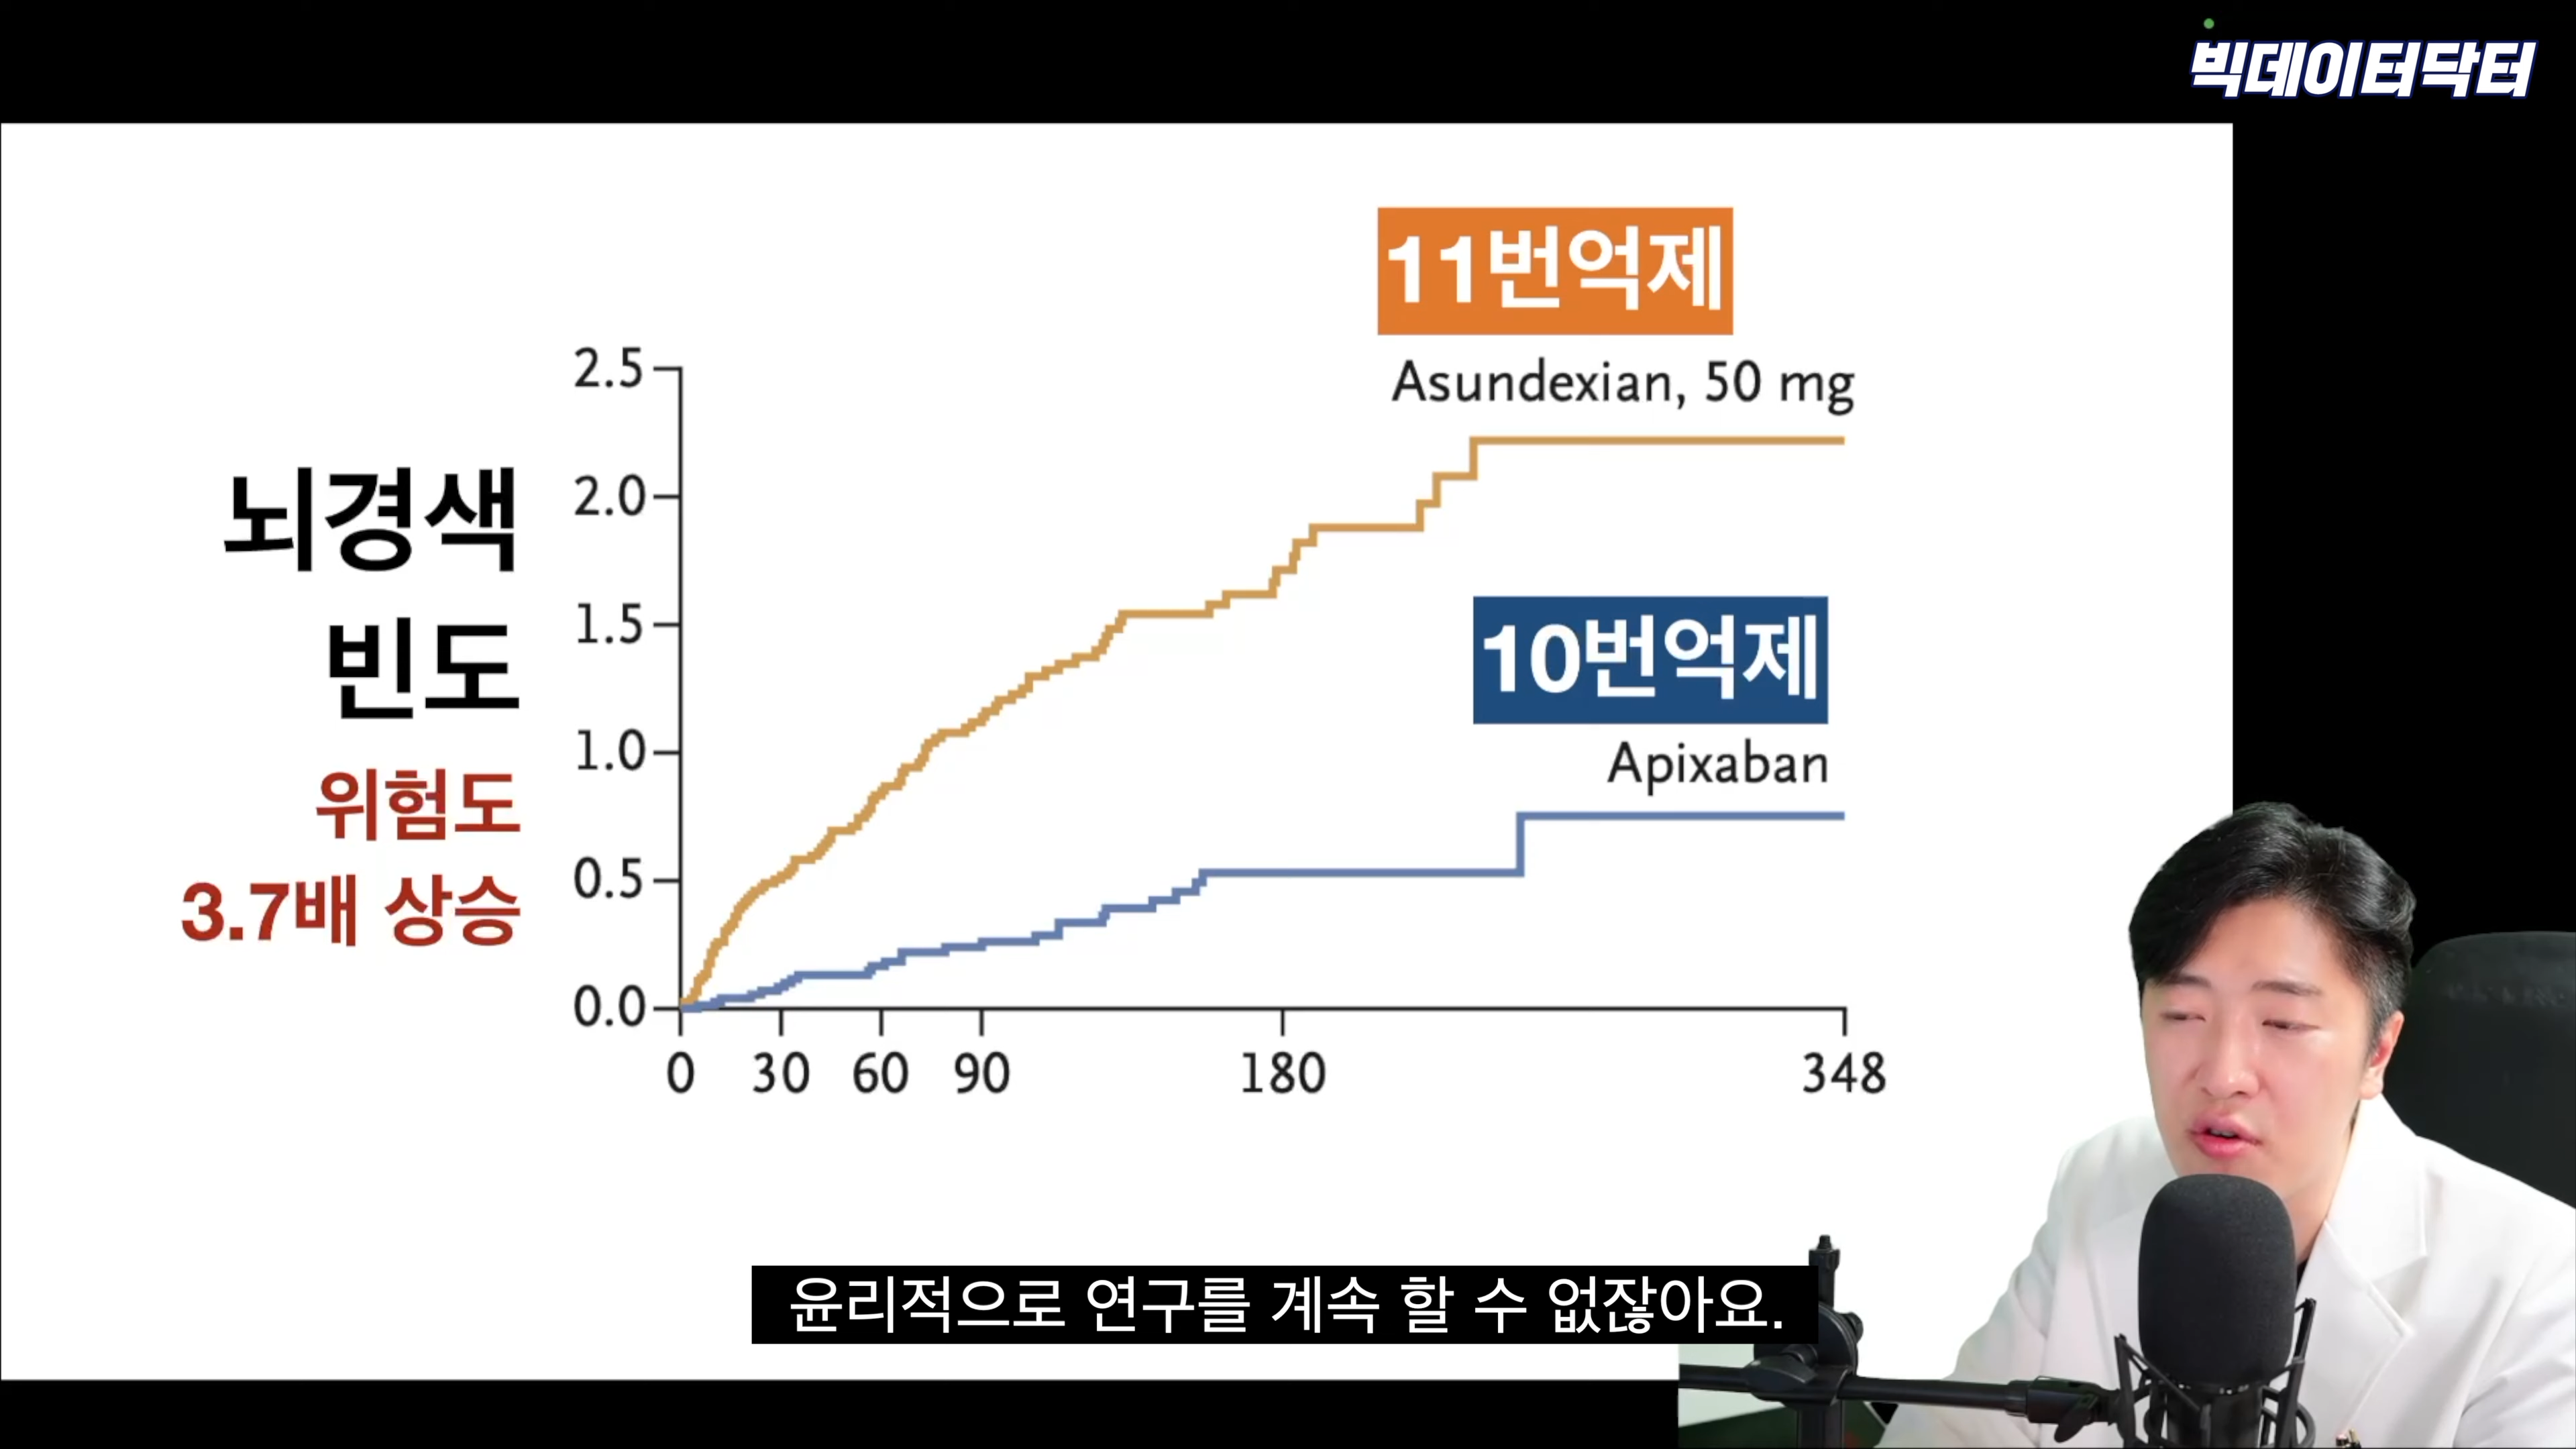 빅데이터닥터
11번억제
Asundexian, 50 mg
뇌경색
빈도
위험도
3.7배 상승
2.5
2.0
1.5
1.0
0.5
0.0
10번억제
Apixaban
0 30 60 90 180 348
윤리적으로 연구를 계속 할 수 없잖아요.